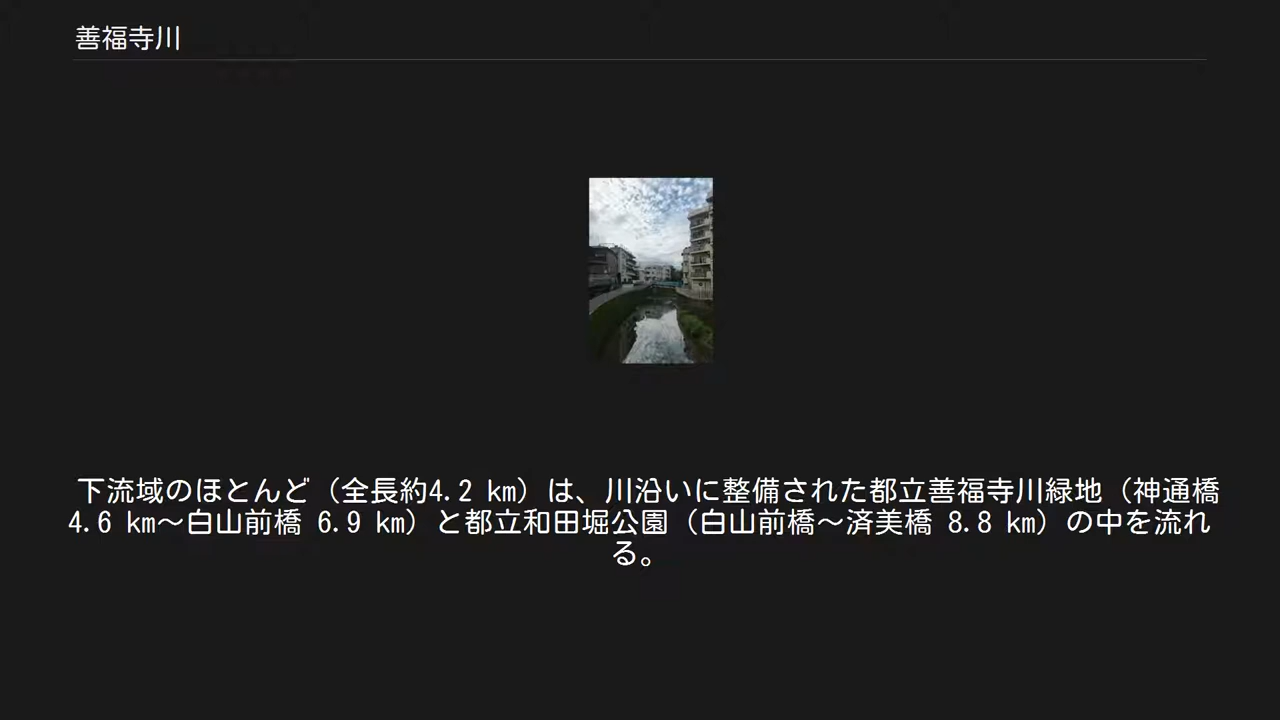 善福寺川
下流域のほとんど（全長約4.2 km）は、川沿いに整備された都立善福寺川緑地（神通橋
4.6 km～白山前橋 6.9 km）と都立和田堀公園（白山前橋～済美橋 8.8 km）の中を流れ
る。